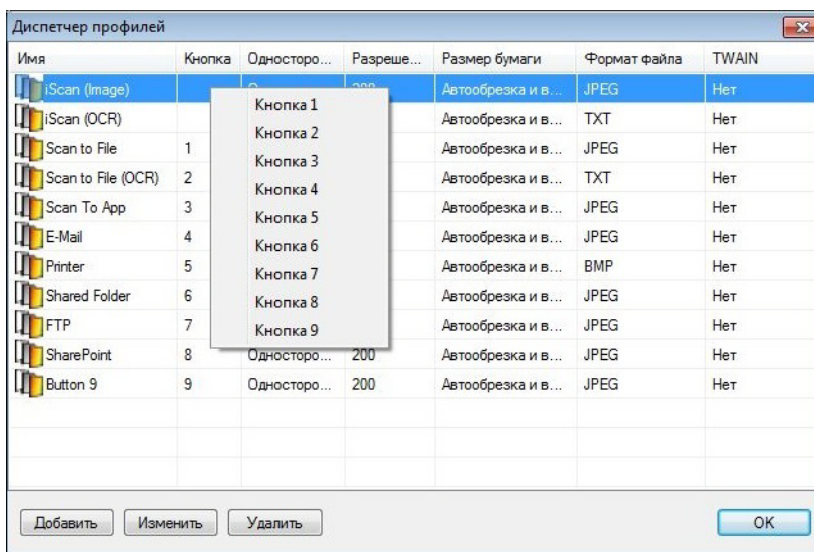 Диспетчер профилей
Имя Кнопка Односторо... Разреше... Размер бумаги Формат файла TWAIN
iScan (Image) Автообрезка и в... JPEG Нет
iScan (OCR) Автообрезка и в... TXT Нет
Scan to File 1 Автообрезка и в... JPEG Нет
Scan to File (OCR) 2 Автообрезка и в... TXT Нет
Scan To App 3 Автообрезка и в... JPEG Нет
E-Mail 4 Автообрезка и в... JPEG Нет
Printer 5 Автообрезка и в... BMP Нет
Shared Folder 6 Автообрезка и в... JPEG Нет
FTP 7 Автообрезка и в... JPEG Нет
SharePoint 8 Односторо... 200 Автообрезка и в... JPEG Нет
Button 9 9 Односторо... 200 Автообрезка и в... JPEG Нет
Кнопка 1
Кнопка 2
Кнопка 3
Кнопка 4
Кнопка 5
Кнопка 6
Кнопка 7
Кнопка 8
Кнопка 9
Добавить Изменить Удалить OK